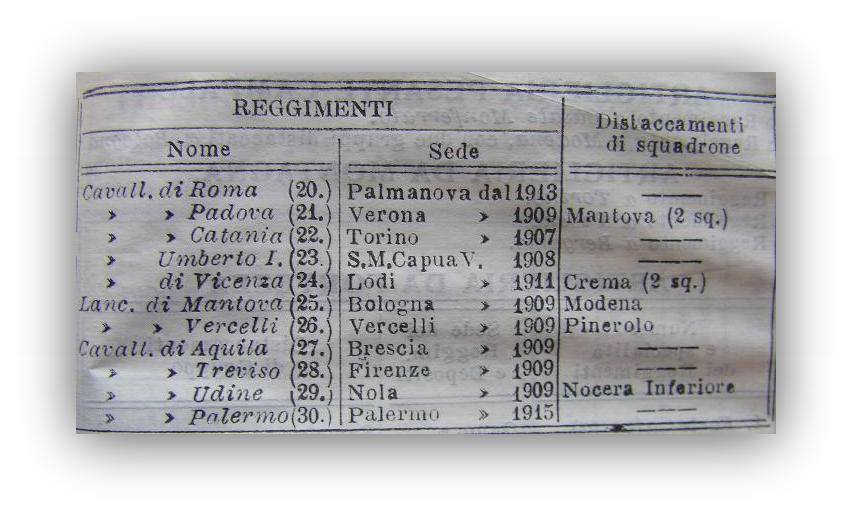 REGGIMENTI
Distaccamenti
di squadrone
Nome Sede
Cavall. di Roma (20.) Palmanova dal 1913 ———
» » Padova (21.) Verona » 1909 Mantova (2 sq.)
» » Catania (22.) Torino » 1907 ———
» Umberto I. (23.) S.M.Capua V. 1908 ———
» di Vicenza (24.) Lodi » 1911 Crema (2 sq.)
Lanc. di Mantova (25.) Bologna » 1909 Modena
» » Vercelli (26.) Vercelli » 1909 Pinerolo
Cavall. di Aquila (27.) Brescia » 1909 ———
» » Treviso (28.) Firenze » 1909 ———
» » Udine (29.) Nola » 1909 Nocera Inferiore
» » Palermo (30.) Palermo » 1915 ———